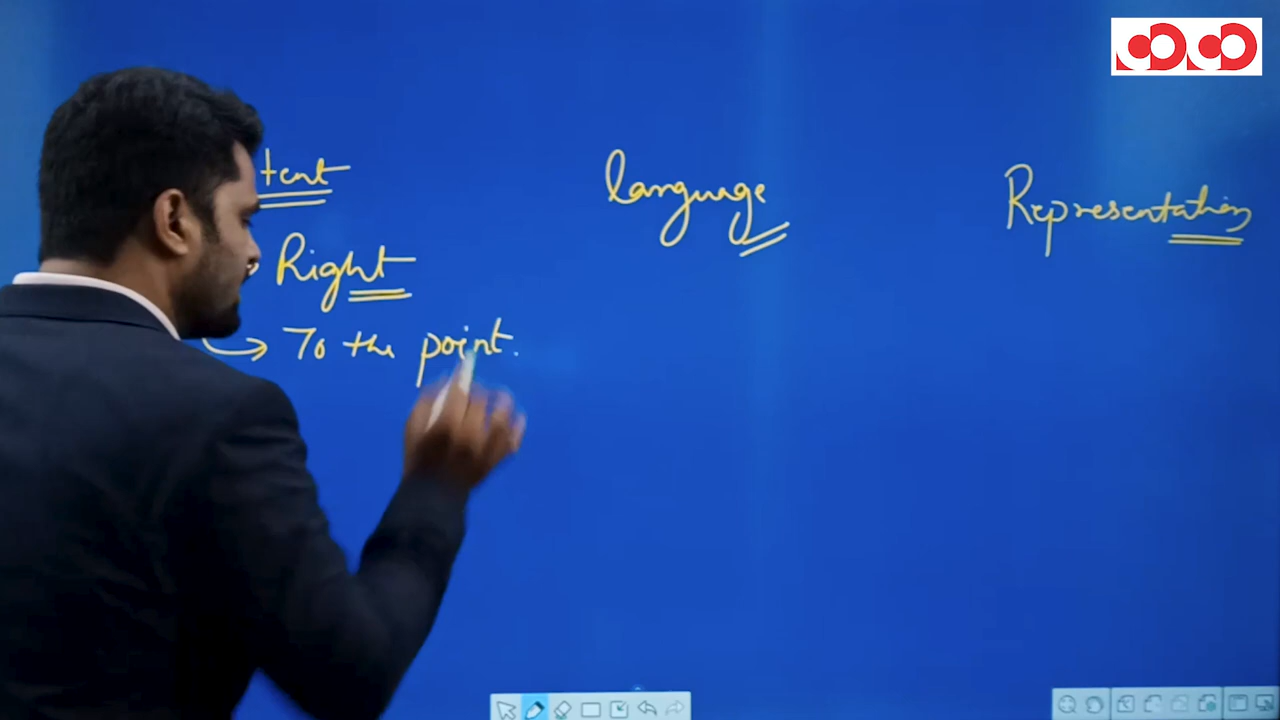 tent
Right
To the point.
language
Representation